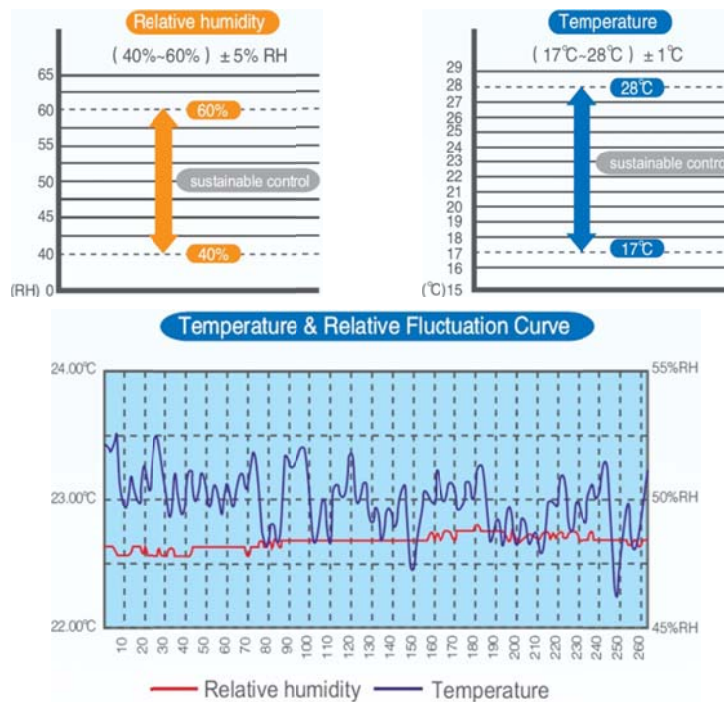 Relative humidity
(40%~60%) ±5% RH
65
60
55
50
45
40
(RH) 0
60%
sustainable control
40%
Temperature
(17℃~28℃) ±1℃
29
28
27
26
25
24
23
22
21
20
19
18
17
16
(℃)15
28℃
sustainable contro
17℃
Temperature & Relative Fluctuation Curve
24.00℃
23.00℃
22.00℃
55%RH
50%RH
45%RH
10 20 30 40 50 60 70 80 90 100 110 120 130 140 150 160 170 180 190 200 210 220 230 240 250 260
Relative humidity
Temperature